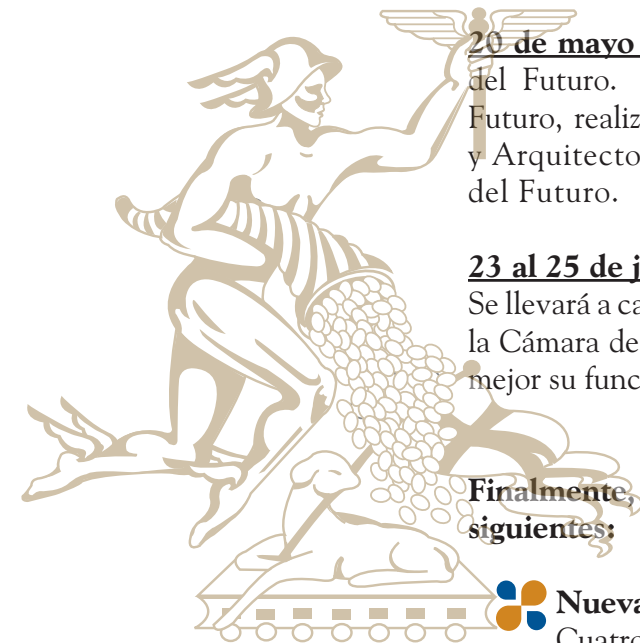 20 de mayo
del Futuro.
Futuro, realiz
y Arquitecto
del Futuro.
23 al 25 de j
Se llevará a ca
la Cámara de
mejor su func
Finalmente,
siguientes:
Nueva
Cuatro